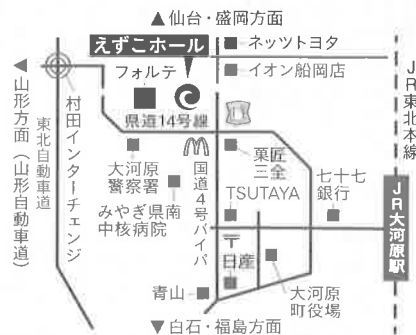 ▲仙台・盛岡方面
えずこホール
ネッツトヨタ
フォルテ
イオン船岡店
県道14号線
◀山形方面（山形自動車道）
東北自動車道
村田インターチェンジ
大河原
警察署
みやぎ県南
中核病院
国道4号バイパ
菓匠
三全
TSUTAYA
七十七
銀行
JR東北本線
JR大河原駅
〒
日産
青山
大河原
町役場
▼白石・福島方面